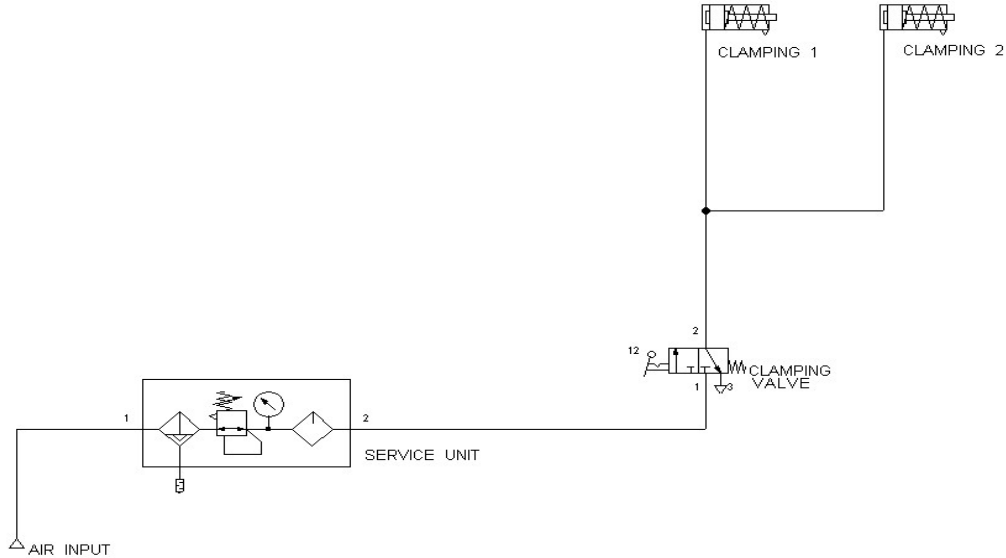 CLAMPING 1
CLAMPING 2
2
12
CLAMPING
VALVE
1
3
1
2
SERVICE UNIT
AIR INPUT